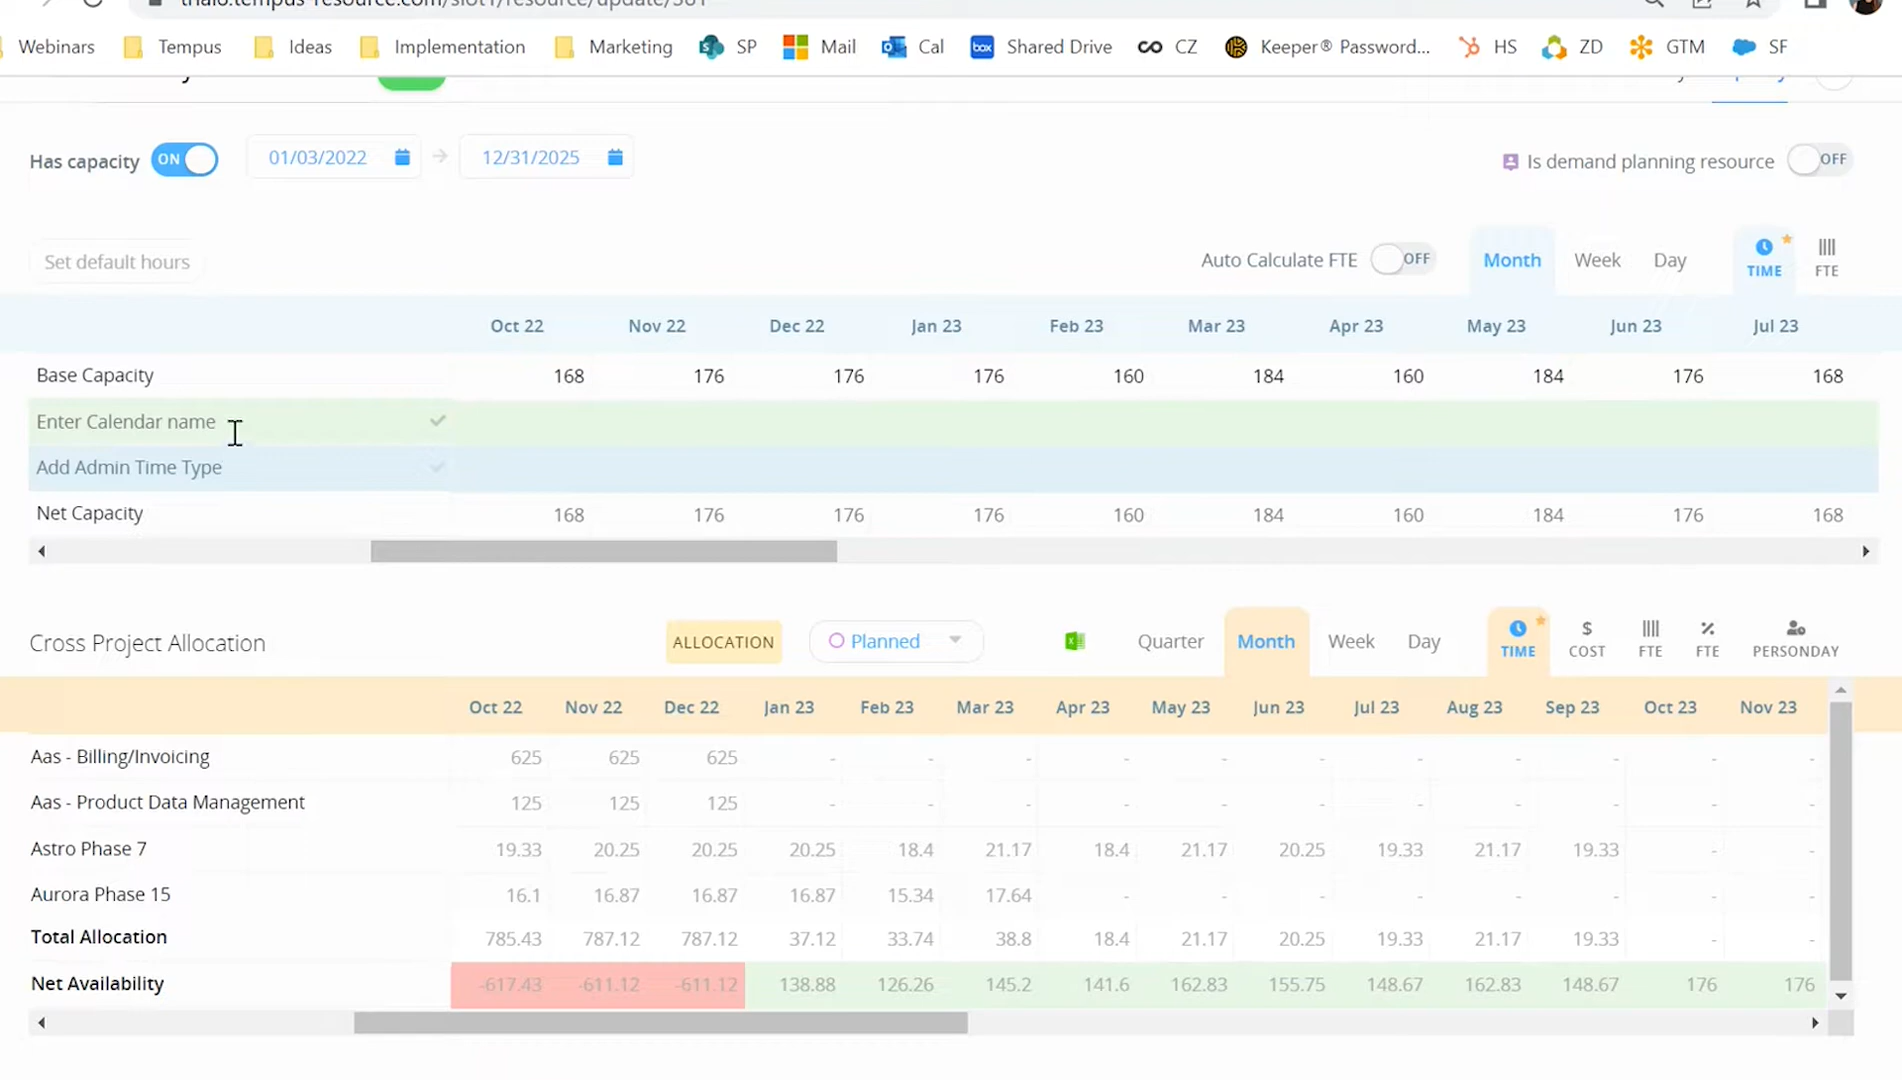 thalo.tempus-resource.com/slot1/resource/update/381
Webinars Tempus Ideas Implementation Marketing SP Mail Cal box Shared Drive CZ Keeper® Password... HS ZD GTM SF
Has capacity ON 01/03/2022 12/31/2025 Is demand planning resource OFF
Set default hours Auto Calculate FTE OFF Month Week Day TIME FTE
Oct 22 Nov 22 Dec 22 Jan 23 Feb 23 Mar 23 Apr 23 May 23 Jun 23 Jul 23
Base Capacity 168 176 176 176 160 184 160 184 176 168
Enter Calendar name
Add Admin Time Type
Net Capacity 168 176 176 176 160 184 160 184 176 168
Cross Project Allocation ALLOCATION Planned Quarter Month Week Day TIME $ COST FTE % FTE PERSONDAY
Oct 22 Nov 22 Dec 22 Jan 23 Feb 23 Mar 23 Apr 23 May 23 Jun 23 Jul 23 Aug 23 Sep 23 Oct 23 Nov 23
Aas - Billing/Invoicing 625 625 625 - - - - - - - - - - -
Aas - Product Data Management 125 125 125 - - - - - - - - - - -
Astro Phase 7 19.33 20.25 20.25 20.25 18.4 21.17 18.4 21.17 20.25 19.33 21.17 19.33 - -
Aurora Phase 15 16.1 16.87 16.87 16.87 15.34 17.64 - - - - - - - -
Total Allocation 785.43 787.12 787.12 37.12 33.74 38.8 18.4 21.17 20.25 19.33 21.17 19.33 - -
Net Availability -617.43 -611.12 -611.12 138.88 126.26 145.2 141.6 162.83 155.75 148.67 162.83 148.67 176 176